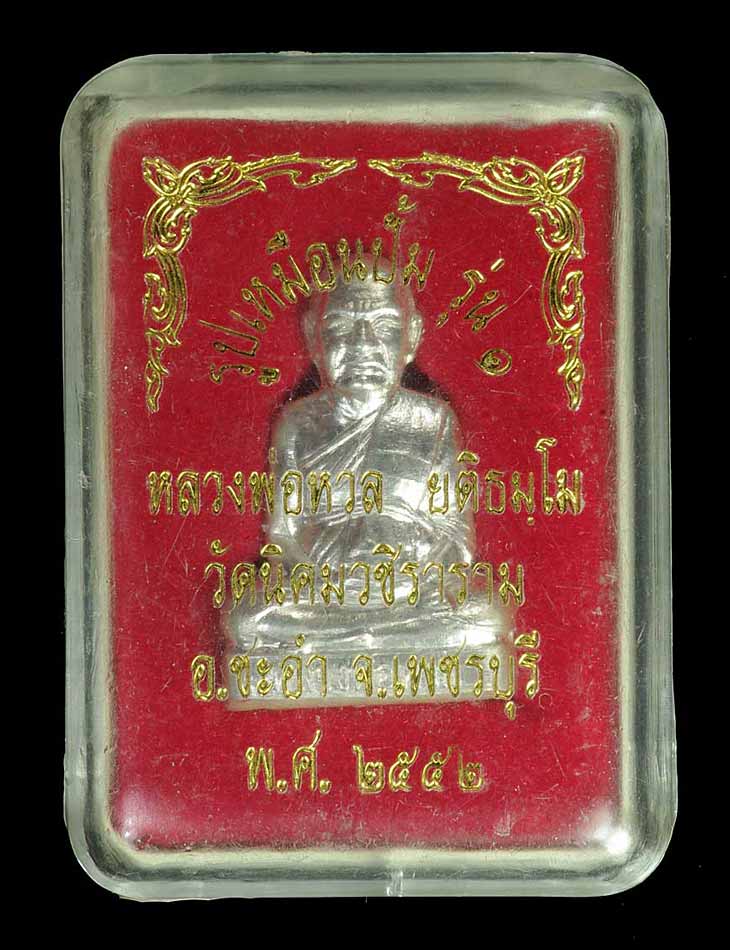 รูปเหมือนปั้ม รุ่น ๑
หลวงพ่อหวล ยติธมฺโม
วัดนิคมวชีราราม
อ.ชะอำ จ.เพชรบุรี
พ.ศ. ๒๕๕๒